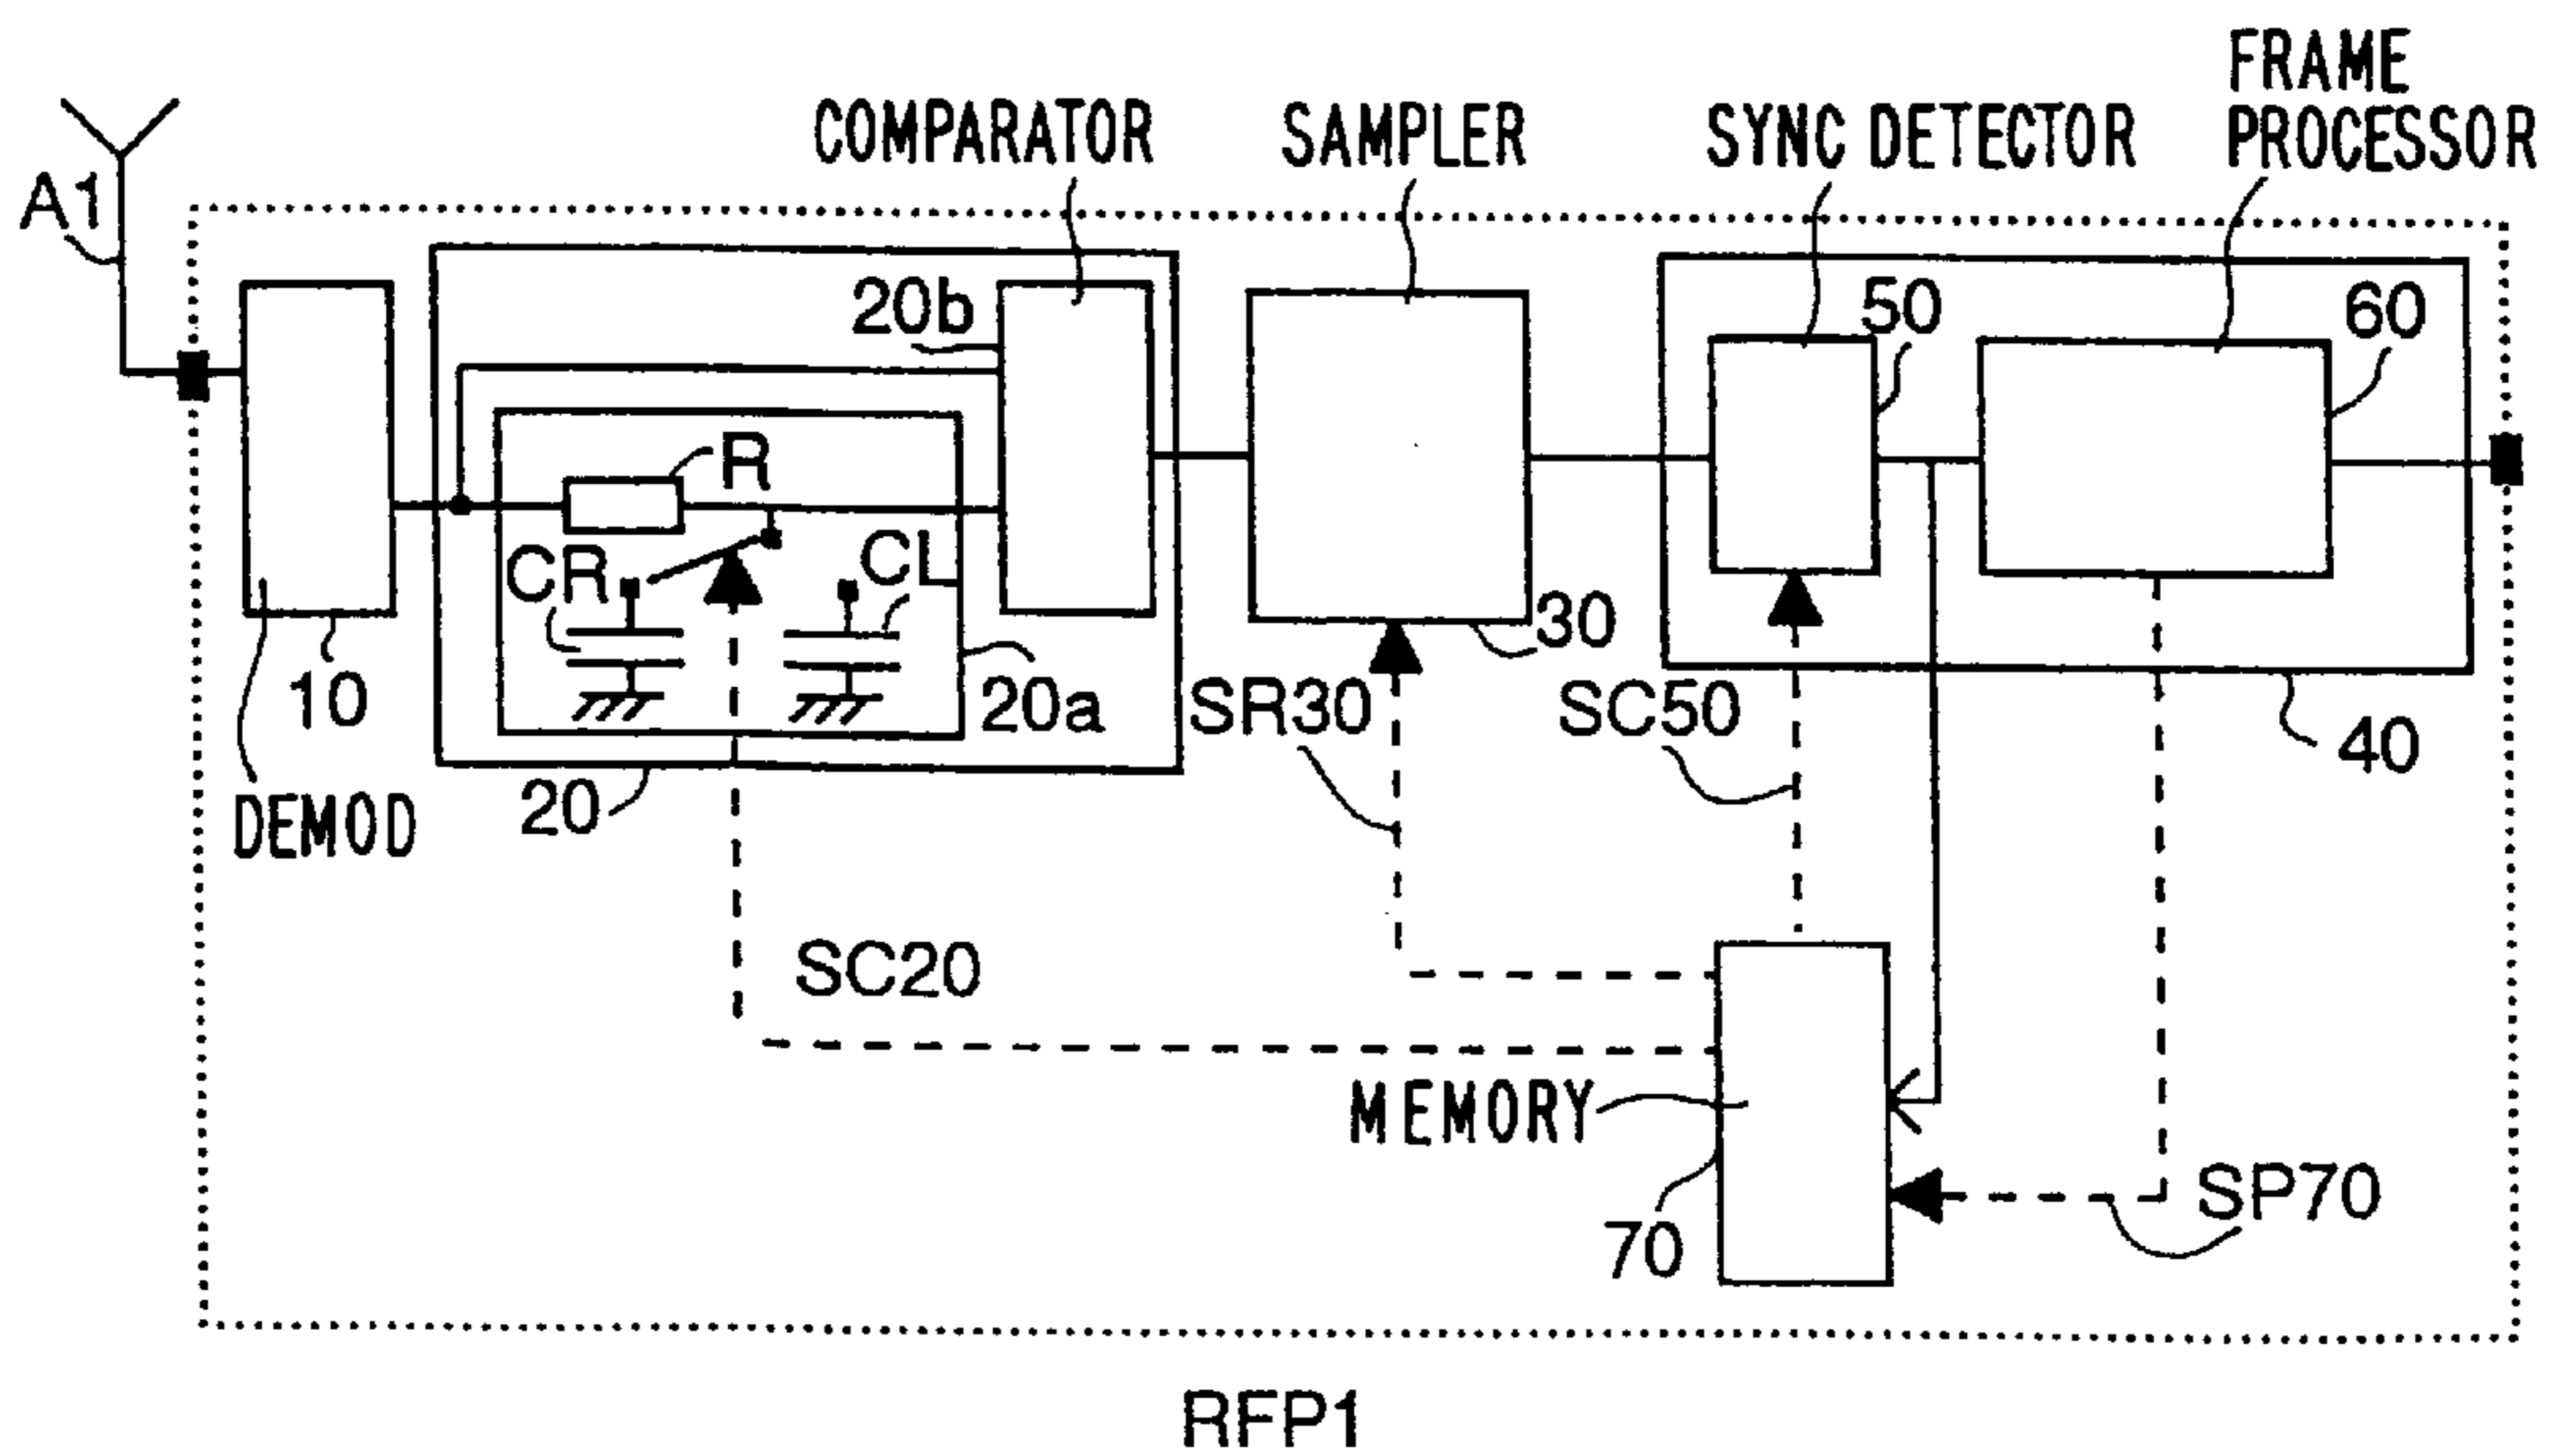 FRAME
PROCESSOR
COMPARATOR
SAMPLER
SYNC DETECTOR
A1
20b
50
60
R
CR
CL
10
20a
30
SR30
SC50
40
DEMOD
20
SC20
MEMORY
70
SP70
RFP1